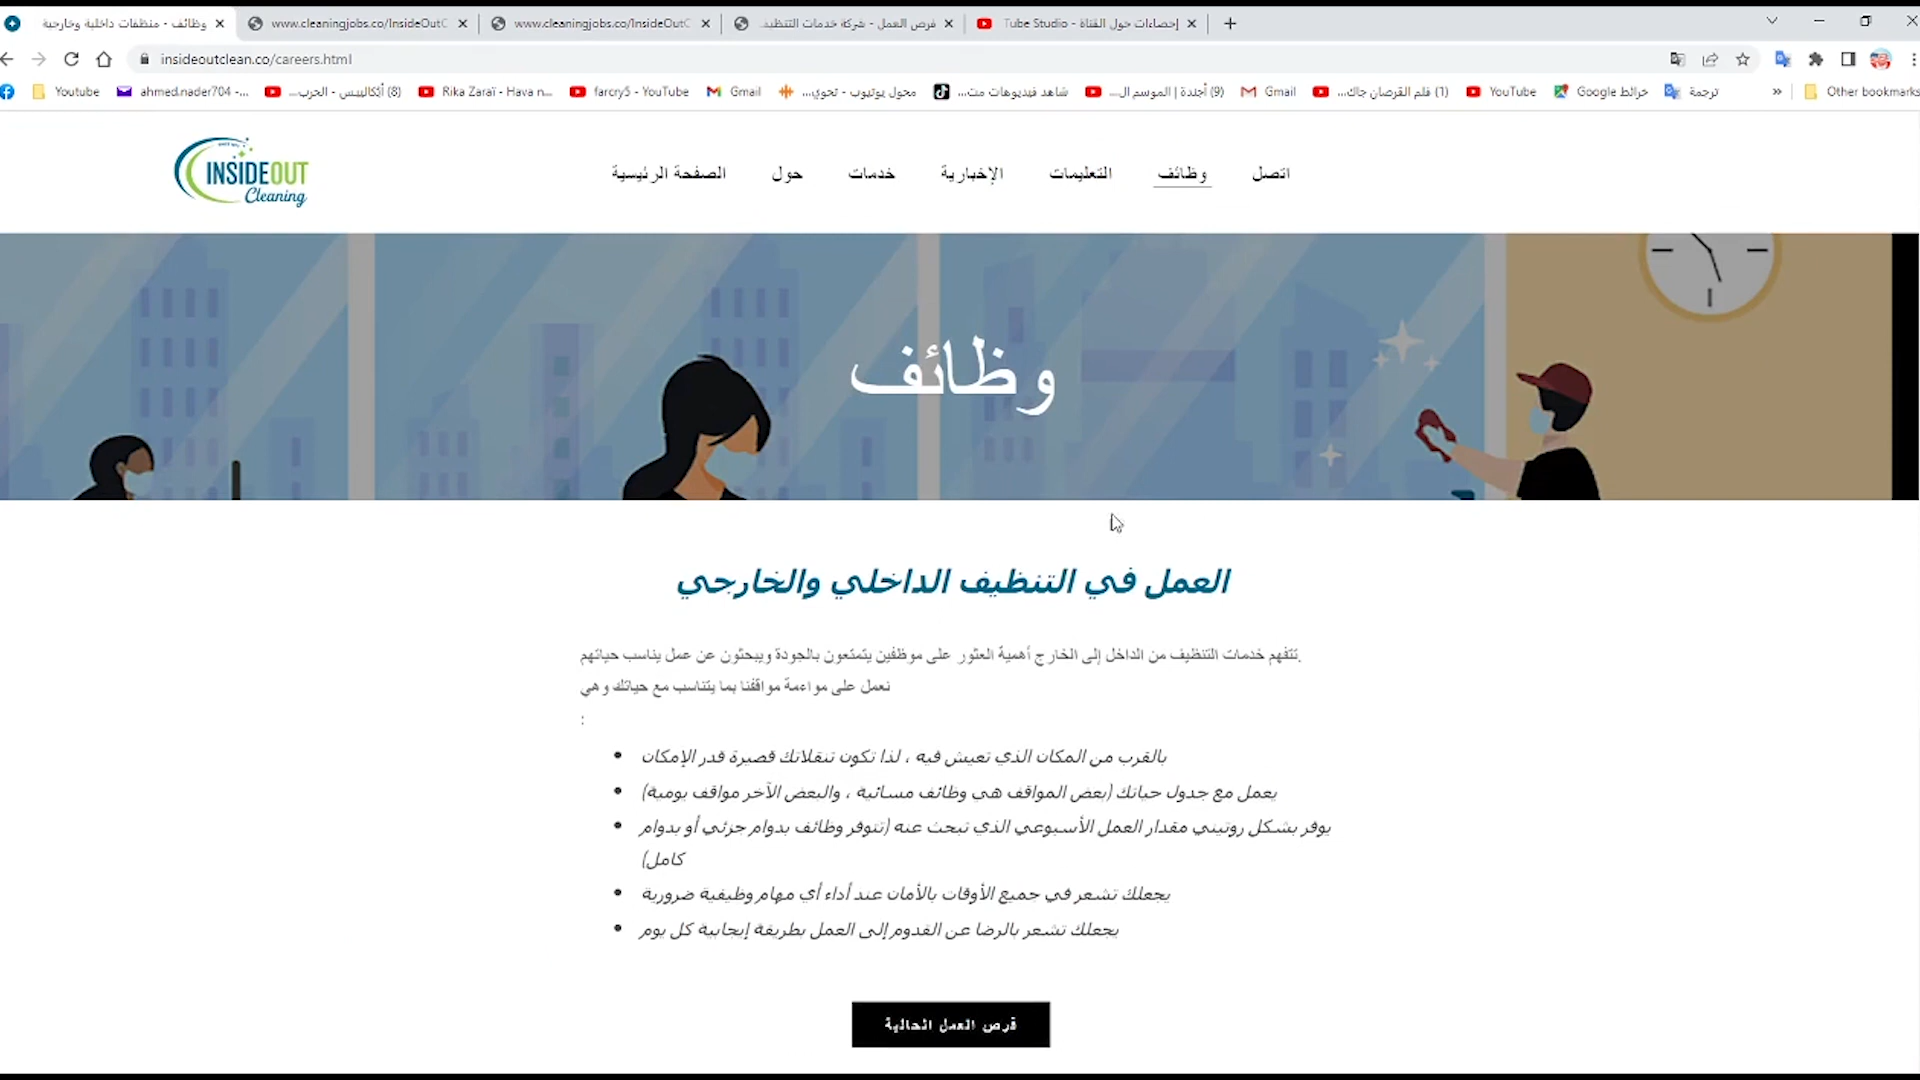 وظائف - منظفات داخلية وخارجية
www.cleaningjobs.co/InsideOutC
www.cleaningjobs.co/InsideOutC
فرص العمل - شركة خدمات التنظيف
إحصاءات حول القناة - Tube Studio
insideoutclean.co/careers.html
Youtube
ahmed.nader704 -...
(8) أيكاليبس - الحرب...
Rika Zaraï - Hava n...
farcry5 - YouTube
Gmail
محول يوتيوب - تحوي...
شاهد فيديوهات مت...
(9) أجندة | الموسم ال...
Gmail
(1) فلم القرصان جاك...
YouTube
خرائط Google
ترجمة
»
Other bookmarks
INSIDEOUT
Cleaning
الصفحة الرئيسية
حول
خدمات
الإخبارية
التعليمات
وظائف
اتصل
وظائف
العمل في التنظيف الداخلي والخارجي
تتفهم خدمات التنظيف من الداخل إلى الخارج أهمية العثور على موظفين يتمتعون بالجودة ويبحثون عن عمل يناسب حياتهم.
نعمل على مواءمة مواقفنا بما يتناسب مع حياتك وهي
:
• بالقرب من المكان الذي تعيش فيه ، لذا تكون تنقلاتك قصيرة قدر الإمكان
• يعمل مع جدول حياتك (بعض المواقف هي وظائف مسائية ، والبعض الآخر مواقف يومية)
• يوفر بشكل روتيني مقدار العمل الأسبوعي الذي تبحث عنه (تتوفر وظائف بدوام جزئي أو بدوام
كامل)
• يجعلك تشعر في جميع الأوقات بالأمان عند أداء أي مهام وظيفية ضرورية
• يجعلك تشعر بالرضا عن القدوم إلى العمل بطريقة إيجابية كل يوم
فرص العمل الحالية